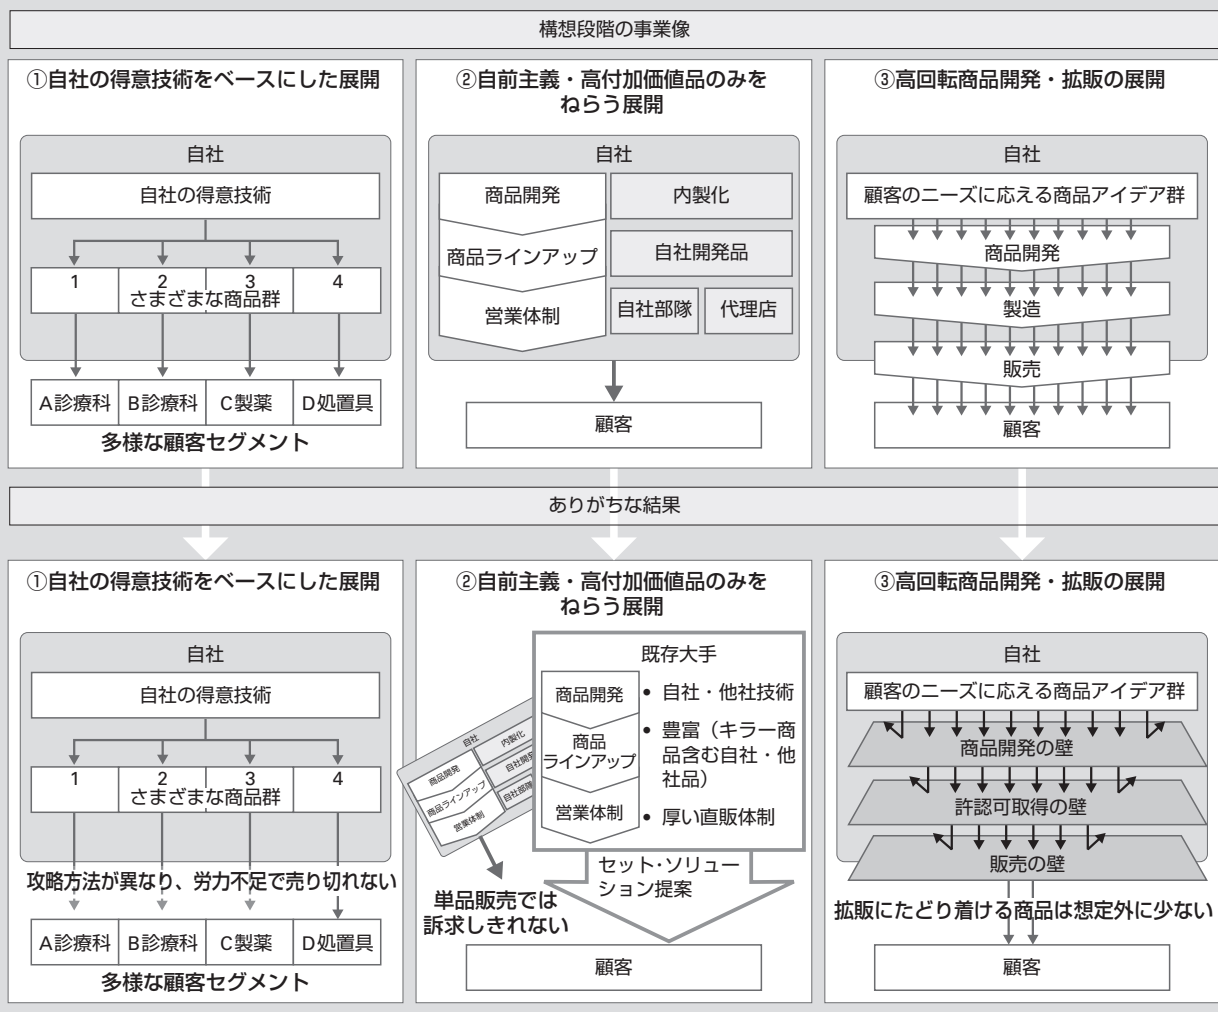 構想段階の事業像
①自社の得意技術をベースにした展開
自社
自社の得意技術
1 2 3 4
さまざまな商品群
A診療科 B診療科 C製薬 D処置具
多様な顧客セグメント
②自前主義・高付加価値品のみを
ねらう展開
自社
商品開発 内製化
商品ラインアップ 自社開発品
営業体制 自社部隊 代理店
顧客
③高回転商品開発・拡販の展開
自社
顧客のニーズに応える商品アイデア群
商品開発
製造
販売
顧客
ありがちな結果
①自社の得意技術をベースにした展開
自社
自社の得意技術
1 2 3 4
さまざまな商品群
攻略方法が異なり、労力不足で売り切れない
A診療科 B診療科 C製薬 D処置具
多様な顧客セグメント
②自前主義・高付加価値品のみを
ねらう展開
自社
商品開発 内製化
商品ラインアップ 自社開発
営業体制 自社部隊
単品販売では
訴求しきれない
既存大手
商品開発
• 自社・他社技術
商品
ラインアップ
• 豊富（キラー商
品含む自社・他
社品）
営業体制
• 厚い直販体制
セット・ソリュー
ション提案
顧客
③高回転商品開発・拡販の展開
自社
顧客のニーズに応える商品アイデア群
商品開発の壁
許認可取得の壁
販売の壁
拡販にたどり着ける商品は想定外に少ない
顧客